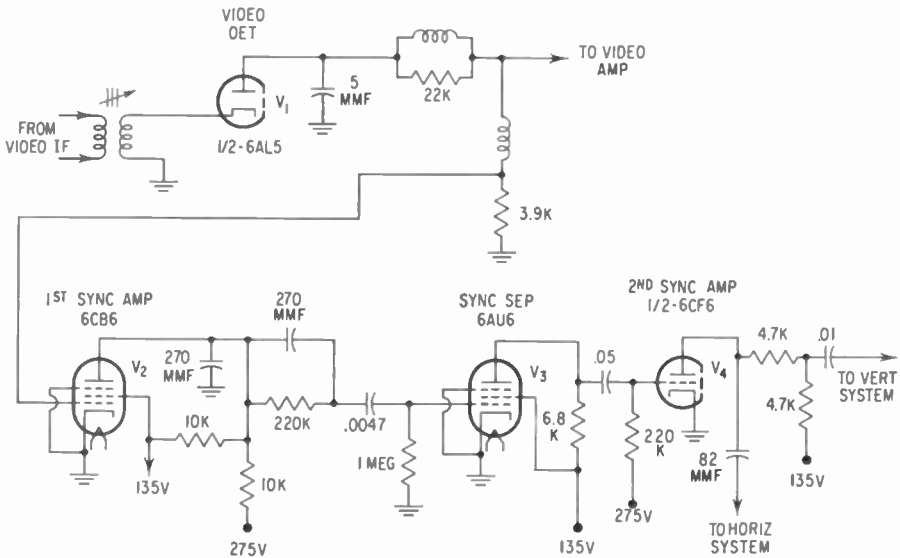 VIDEO
DET
V1
1/2-6AL5
FROM
VIDEO IF
5
MMF
22K
TO VIDEO
AMP
3.9K
1ST SYNC AMP
6CB6
V2
270
MMF
270
MMF
220K
.0047
10K
10K
135V
275V
1 MEG
SYNC SEP
6AU6
V3
6.8
K
.05
135V
2ND SYNC AMP
1/2-6CF6
V4
220
K
275V
4.7K
.01
TO VERT
SYSTEM
4.7K
135V
82
MMF
TO HORIZ
SYSTEM